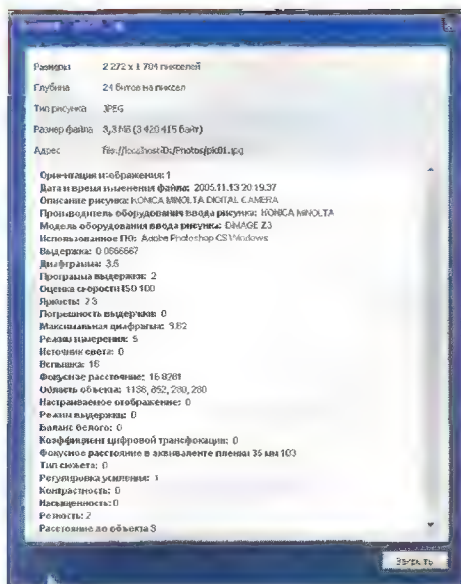 Размеры 2 272 x 1 704 пикселей
Глубина 24 битов на пиксел
Тип рисунка JPEG
Размер файла 3,3 МБ (3 420 415 байт)
Адрес file://localhost/D:/Photos/pic01.jpg
Ориентация изображения: 1
Дата и время изменения файла: 2005.11.13 20:19:37
Описание рисунка: KONICA MINOLTA DIGITAL CAMERA
Производитель оборудования ввода рисунка: KONICA MINOLTA
Модель оборудования ввода рисунка: DiMAGE Z3
Использованное ПО: Adobe Photoshop CS Windows
Выдержка: 0.0666667
Диафрагма: 3.5
Программа выдержки: 2
Оценка скорости ISO 100
Яркость: 2.3
Погрешность выдержки: 0
Максимальная диафрагма: 3.62
Режим измерения: 5
Источник света: 0
Вспышка: 16
Фокусное расстояние: 16.8281
Область объекта: 1136, 852, 280, 280
Настраиваемое отображение: 0
Режим выдержки: 0
Баланс белого: 0
Коэффициент цифровой трансфокации: 0
Фокусное расстояние в эквиваленте пленки 35 мм 103
Тип сюжета: 0
Регулировка усиления: 1
Контрастность: 0
Насыщенность: 0
Резкость: 2
Расстояние до объекта 3
Закрыть